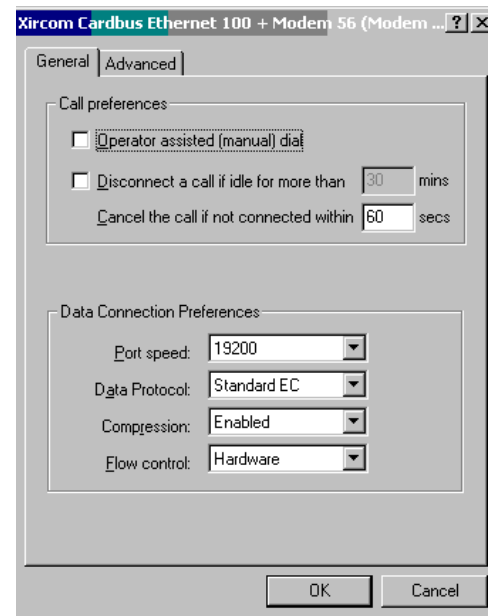 Xircom Cardbus Ethernet 100 + Modem 56 (Modem ... ? X
General Advanced
Call preferences
Operator assisted (manual) dial
Disconnect a call if idle for more than 30 mins
Cancel the call if not connected within 60 secs
Data Connection Preferences
Port speed: 19200
Data Protocol: Standard EC
Compression: Enabled
Flow control: Hardware
OK Cancel